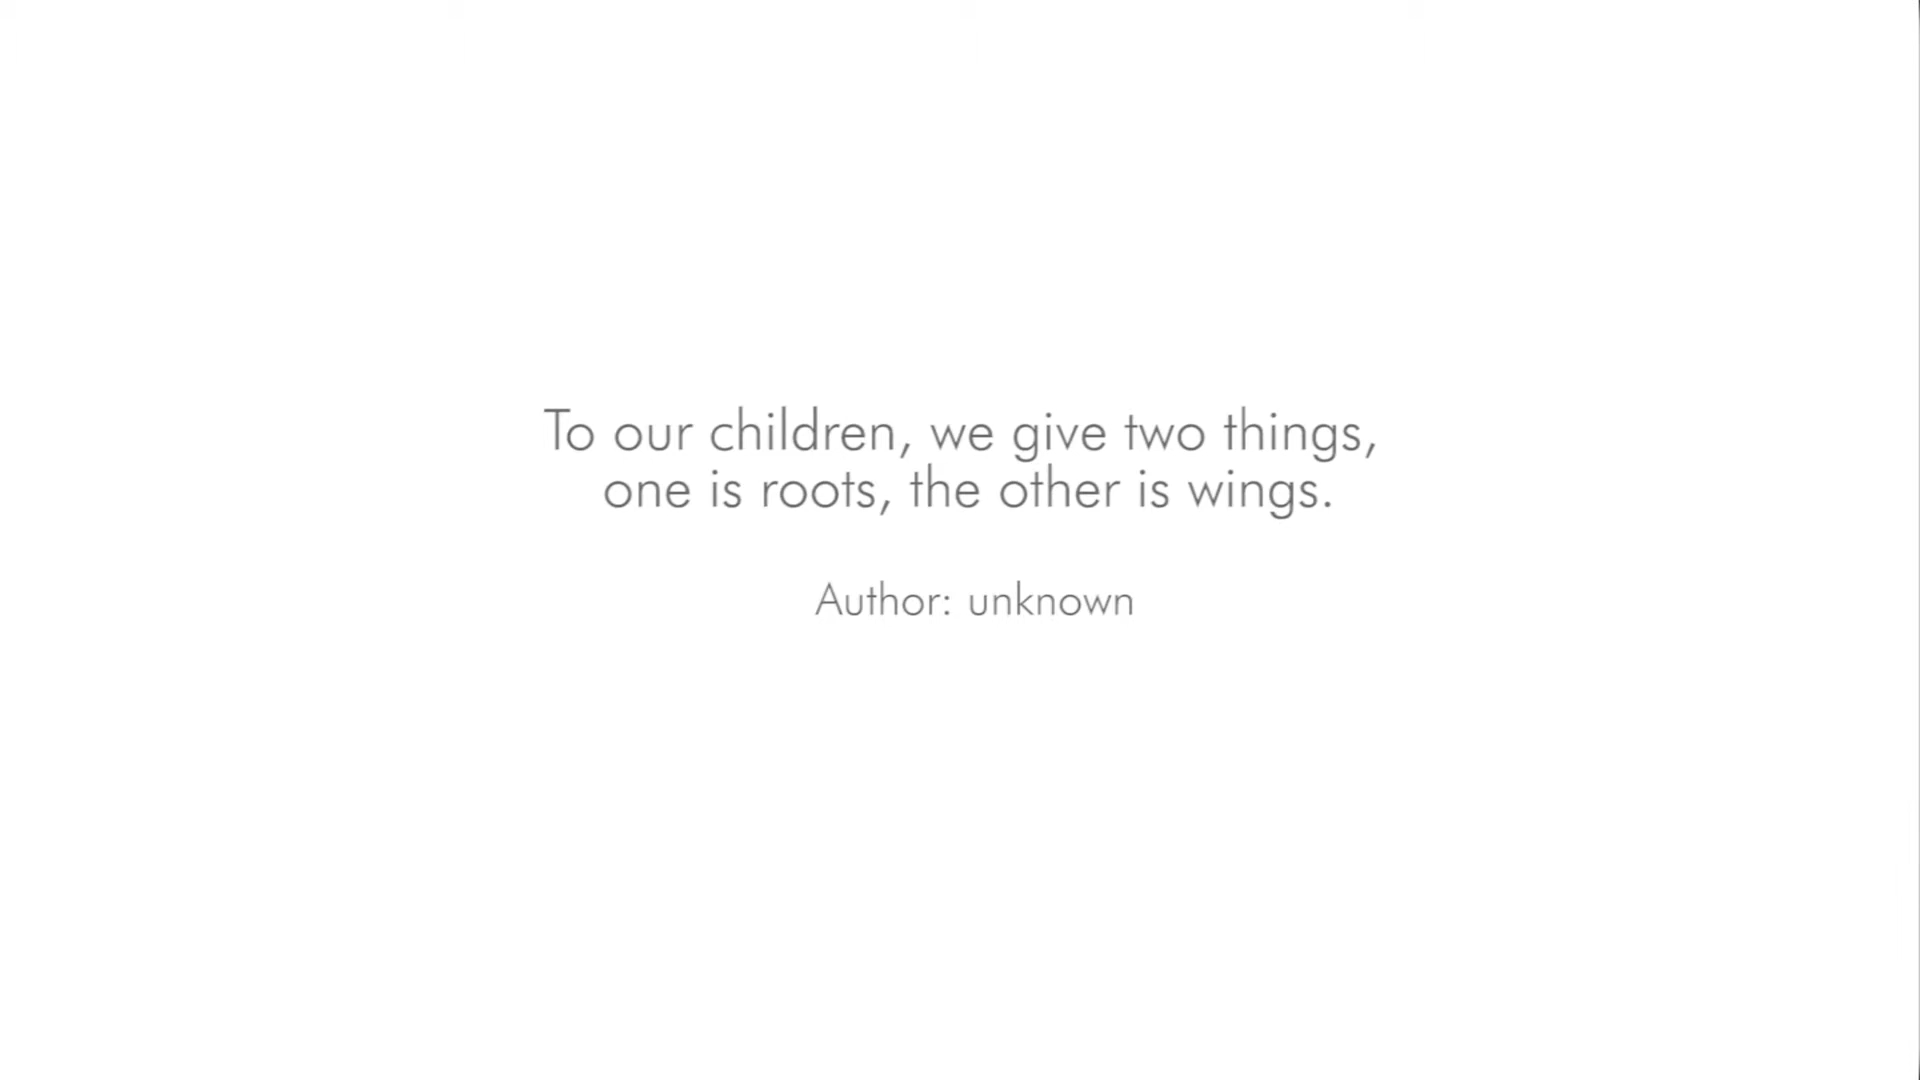 To our children, we give two things,
one is roots, the other is wings.
Author: unknown